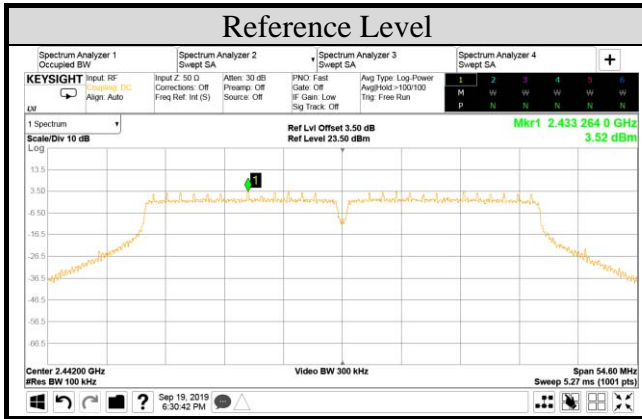 Reference Level
Spectrum Analyzer 1
Occupied BW
Spectrum Analyzer 2
Swept SA
Spectrum Analyzer 3
Swept SA
Spectrum Analyzer 4
Swept SA
+
KEYSIGHT
Input: RF
Coupling: DC
Align: Auto
Input Z: 50 Ω
Corrections: Off
Freq Ref: Int (S)
Atten: 30 dB
Preamp: Off
Source: Off
PNO: Fast
Gate: Off
IF Gain: Low
Sig Track: Off
Avg Type: Log-Power
Avg|Hold:>100/100
Trig: Free Run
1 2 3 4 5 6
M W W W W W
P N N N N N
LXI
1 Spectrum
Scale/Div 10 dB
Ref Lvl Offset 3.50 dB
Ref Level 23.50 dBm
Mkr1 2.433 264 0 GHz
3.52 dBm
Log
1
13.5
3.50
-6.50
-16.5
-26.5
-36.5
-46.5
-56.5
-66.5
Center 2.44200 GHz
#Res BW 100 kHz
Video BW 300 kHz
Span 54.60 MHz
Sweep 5.27 ms (1001 pts)
?
Sep 19, 2019
6:30:42 PM